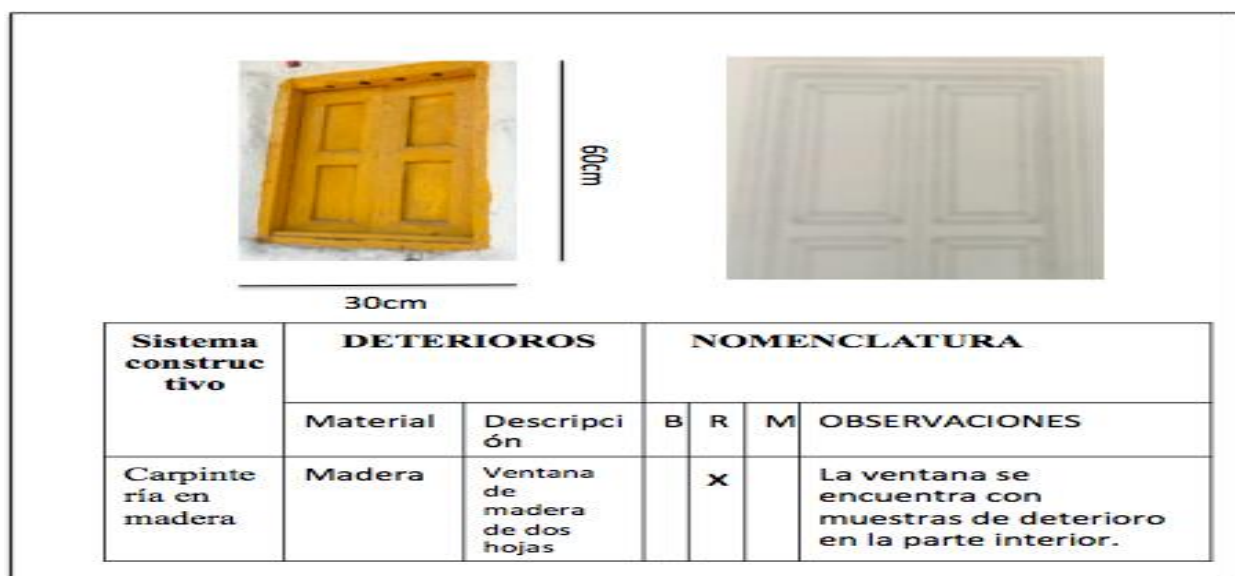 60cm
30cm
Sistema
construc
tivo
DETERIOROS
NOMENCLATURA
Material
Descripci
ón
B
R
M
OBSERVACIONES
Carpinte
ría en
madera
Madera
Ventana
de
madera
de dos
hojas
x
La ventana se
encuentra con
muestras de deterioro
en la parte interior.